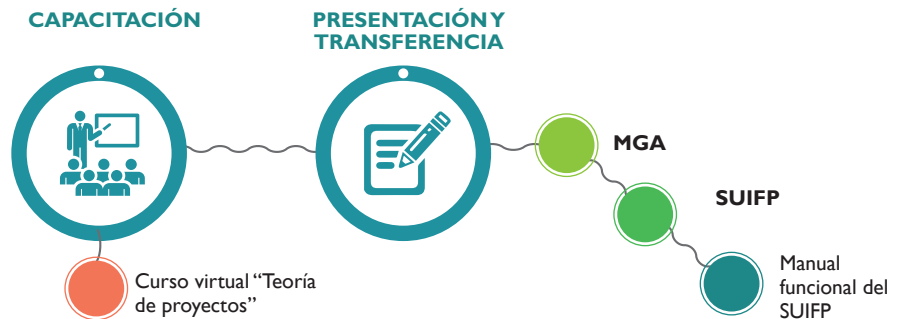 CAPACITACIÓN
PRESENTACIÓN Y
TRANSFERENCIA
MGA
SUIFP
Curso virtual “Teoría
de proyectos”
Manual
funcional del
SUIFP